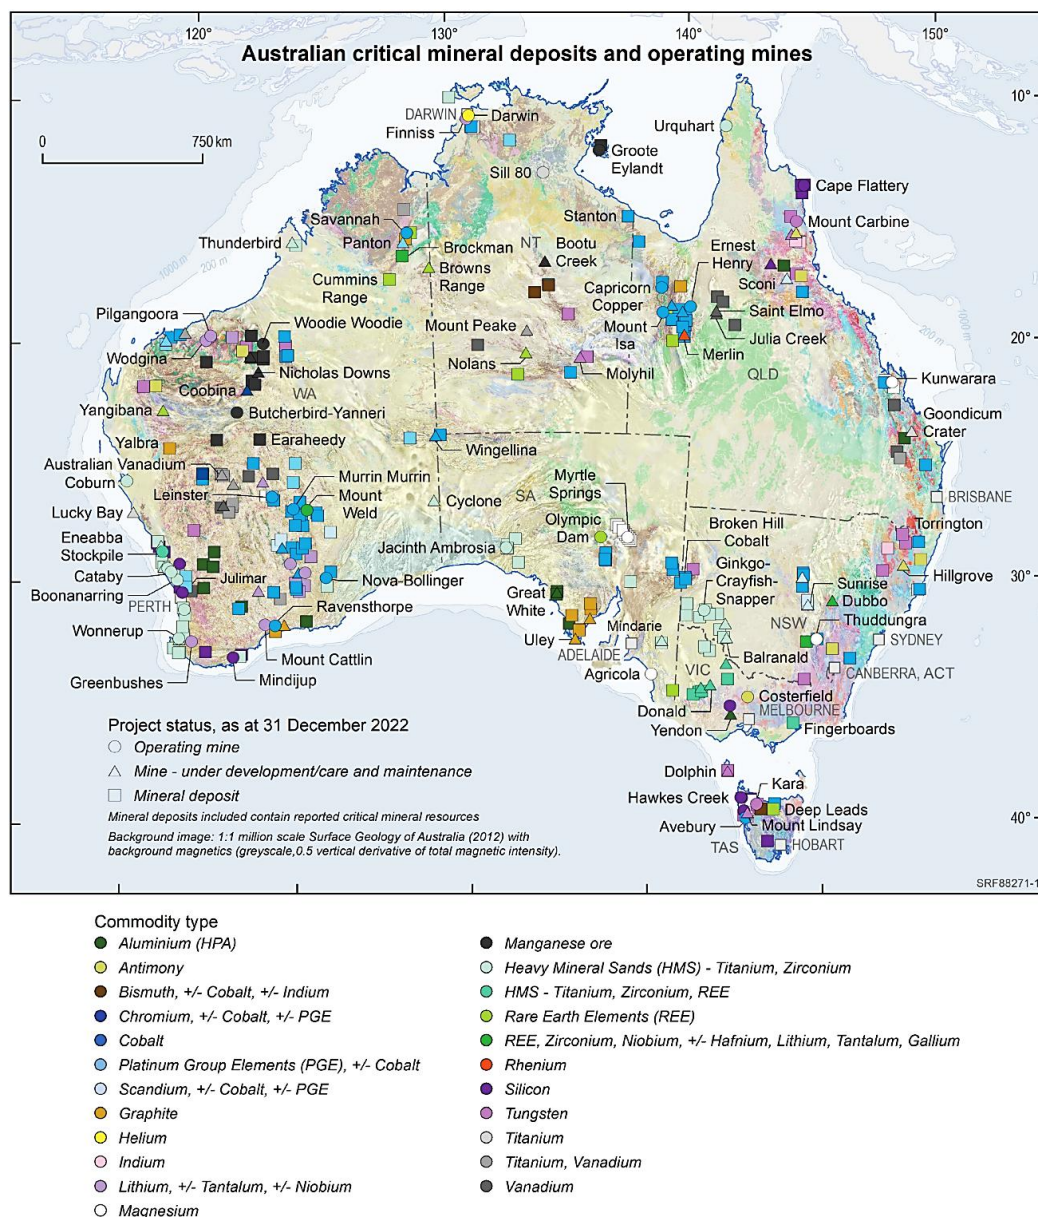 120°
130°
140°
150°
Australian critical mineral deposits and operating mines
10°
0
750 km
DARWIN
Darwin
Finniss
Urquhart
Groote
Eylandt
Sill 80
Cape Flattery
Savannah
Stanton
Mount Carbine
Thunderbird
Panton
NT
Bootu
Creek
Ernest
Henry
Brockman
1000 m
200 m
Cummins
Range
Browns
Range
Capricorn
Copper
Sconi
Pilgangoora
Woodie Woodie
Mount Peake
Mount
Isa
Saint Elmo
Julia Creek
1000 m
200 m
20°
Wodgina
Nolans
Molyhil
Merlin
Nicholas Downs
Coobina
WA
QLD
Kunwarara
Yangibana
Butcherbird-Yanneri
Goondicum
Crater
Yalbra
Earaheedy
Wingellina
Australian Vanadium
Coburn
Murrin Murrin
Myrtle
Springs
Leinster
Mount
Weld
Cyclone
SA
BRISBANE
Lucky Bay
Olympic
Dam
Broken Hill
Cobalt
Torrington
Eneabba
Stockpile
Jacinth Ambrosia
Ginkgo-
Crayfish-
Snapper
Cataby
Julimar
Nova-Bollinger
Sunrise
Hillgrove
30°
Boonanarring
Great
White
Dubbo
PERTH
Ravensthorpe
Mindarie
NSW
Thuddungra
Wonnerup
Uley
SYDNEY
ADELAIDE
Mount Cattlin
Agricola
VIC
Balranald
CANBERRA, ACT
Greenbushes
Mindijup
Donald
Costerfield
MELBOURNE
Yendon
Fingerboards
Project status, as at 31 December 2022
Operating mine
Mine - under development/care and maintenance
Mineral deposit
Mineral deposits included contain reported critical mineral resources
Background image: 1:1 million scale Surface Geology of Australia (2012) with
background magnetics (greyscale,0.5 vertical derivative of total magnetic intensity).
Dolphin
Kara
Hawkes Creek
Deep Leads
Avebury
Mount Lindsay
40°
TAS
HOBART
SRF88271-1
Commodity type
Aluminium (HPA)
Antimony
Bismuth, +/- Cobalt, +/- Indium
Chromium, +/- Cobalt, +/- PGE
Cobalt
Platinum Group Elements (PGE), +/- Cobalt
Scandium, +/- Cobalt, +/- PGE
Graphite
Helium
Indium
Lithium, +/- Tantalum, +/- Niobium
Magnesium
Manganese ore
Heavy Mineral Sands (HMS) - Titanium, Zirconium
HMS - Titanium, Zirconium, REE
Rare Earth Elements (REE)
REE, Zirconium, Niobium, +/- Hafnium, Lithium, Tantalum, Gallium
Rhenium
Silicon
Tungsten
Titanium
Titanium, Vanadium
Vanadium